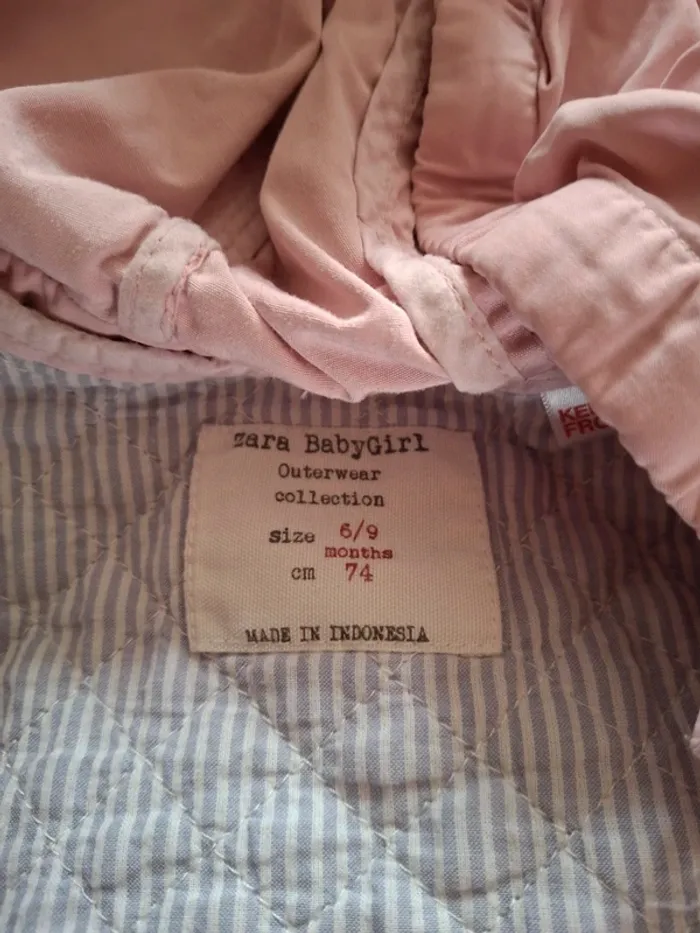 zara BabyGirl
Outerwear
collection
size 6/9
months
cm 74
MADE IN INDONESIA